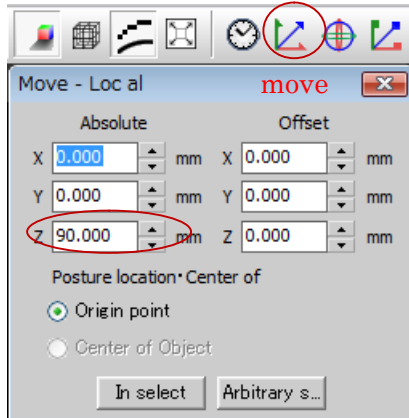 Move - Loc al move
Absolute Offset
X 0.000 mm X 0.000 mm
Y 0.000 mm Y 0.000 mm
Z 90.000 mm Z 0.000 mm
Posture location・Center of
Origin point
Center of Object
In select Arbitrary s...